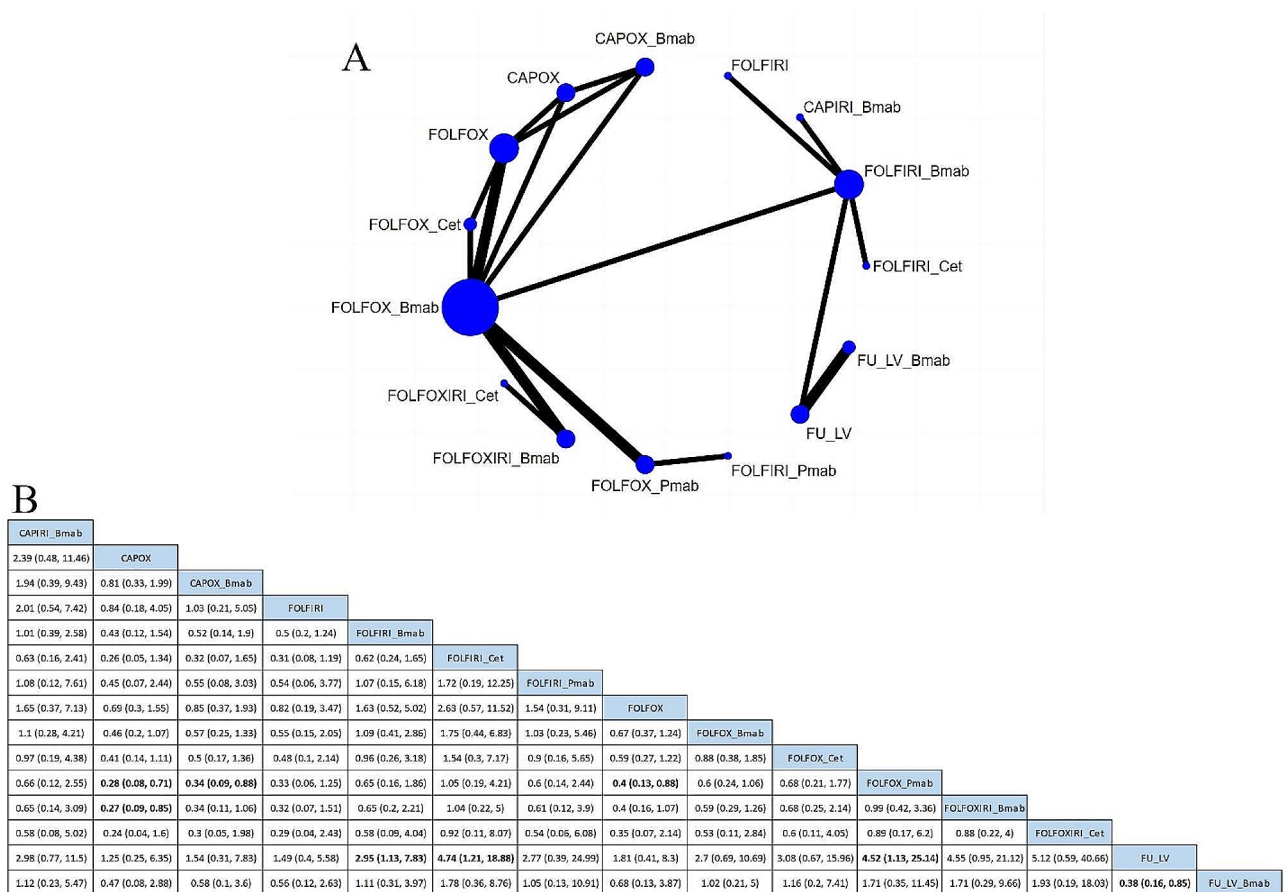 A
CAPOX_Bmab
FOLFIRI
CAPOX
CAPIRI_Bmab
FOLFOX
FOLFIRI_Bmab
FOLFOX_Cet
FOLFIRI_Cet
FOLFOX_Bmab
FU_LV_Bmab
FOLFOXIRI_Cet
FU_LV
FOLFOXIRI_Bmab
FOLFIRI_Pmab
FOLFOX_Pmab
B
CAPIRI_Bmab
2.39 (0.48, 11.46) CAPOX
1.94 (0.39, 9.43) 0.81 (0.33, 1.99) CAPOX_Bmab
2.01 (0.54, 7.42) 0.84 (0.18, 4.05) 1.03 (0.21, 5.05) FOLFIRI
1.01 (0.39, 2.58) 0.43 (0.12, 1.54) 0.52 (0.14, 1.9) 0.5 (0.2, 1.24) FOLFIRI_Bmab
0.63 (0.16, 2.41) 0.26 (0.05, 1.34) 0.32 (0.07, 1.65) 0.31 (0.08, 1.19) 0.62 (0.24, 1.65) FOLFIRI_Cet
1.08 (0.12, 7.61) 0.45 (0.07, 2.44) 0.55 (0.08, 3.03) 0.54 (0.06, 3.77) 1.07 (0.15, 6.18) 1.72 (0.19, 12.25) FOLFIRI_Pmab
1.65 (0.37, 7.13) 0.69 (0.3, 1.55) 0.85 (0.37, 1.93) 0.82 (0.19, 3.47) 1.63 (0.52, 5.02) 2.63 (0.57, 11.52) 1.54 (0.31, 9.11) FOLFOX
1.1 (0.28, 4.21) 0.46 (0.2, 1.07) 0.57 (0.25, 1.33) 0.55 (0.15, 2.05) 1.09 (0.41, 2.86) 1.75 (0.44, 6.83) 1.03 (0.23, 5.46) 0.67 (0.37, 1.24) FOLFOX_Bmab
0.97 (0.19, 4.38) 0.41 (0.14, 1.11) 0.5 (0.17, 1.36) 0.48 (0.1, 2.14) 0.96 (0.26, 3.18) 1.54 (0.3, 7.17) 0.9 (0.16, 5.65) 0.59 (0.27, 1.22) 0.88 (0.38, 1.85) FOLFOX_Cet
0.66 (0.12, 2.55) 0.28 (0.08, 0.71) 0.34 (0.09, 0.88) 0.33 (0.06, 1.25) 0.65 (0.16, 1.86) 1.05 (0.19, 4.21) 0.6 (0.14, 2.44) 0.4 (0.13, 0.88) 0.6 (0.24, 1.06) 0.68 (0.21, 1.77) FOLFOX_Pmab
0.65 (0.14, 3.09) 0.27 (0.09, 0.85) 0.34 (0.11, 1.06) 0.32 (0.07, 1.51) 0.65 (0.2, 2.21) 1.04 (0.22, 5) 0.61 (0.12, 3.9) 0.4 (0.16, 1.07) 0.59 (0.29, 1.26) 0.68 (0.25, 2.14) 0.99 (0.42, 3.36) FOLFOXIRI_Bmab
0.58 (0.08, 5.02) 0.24 (0.04, 1.6) 0.3 (0.05, 1.98) 0.29 (0.04, 2.43) 0.58 (0.09, 4.04) 0.92 (0.11, 8.07) 0.54 (0.06, 6.08) 0.35 (0.07, 2.14) 0.53 (0.11, 2.84) 0.6 (0.11, 4.05) 0.89 (0.17, 6.2) 0.88 (0.22, 4) FOLFOXIRI_Cet
2.98 (0.77, 11.5) 1.25 (0.25, 6.35) 1.54 (0.31, 7.83) 1.49 (0.4, 5.58) 2.95 (1.13, 7.83) 4.74 (1.21, 18.88) 2.77 (0.39, 24.99) 1.81 (0.41, 8.3) 2.7 (0.69, 10.69) 3.08 (0.67, 15.96) 4.52 (1.13, 25.14) 4.55 (0.95, 21.12) 5.12 (0.59, 40.66) FU_LV
1.12 (0.23, 5.47) 0.47 (0.08, 2.88) 0.58 (0.1, 3.6) 0.56 (0.12, 2.63) 1.11 (0.31, 3.97) 1.78 (0.36, 8.76) 1.05 (0.13, 10.91) 0.68 (0.13, 3.87) 1.02 (0.21, 5) 1.16 (0.2, 7.41) 1.71 (0.35, 11.45) 1.71 (0.29, 9.66) 1.93 (0.19, 18.03) 0.38 (0.16, 0.85) FU_LV_Bmab